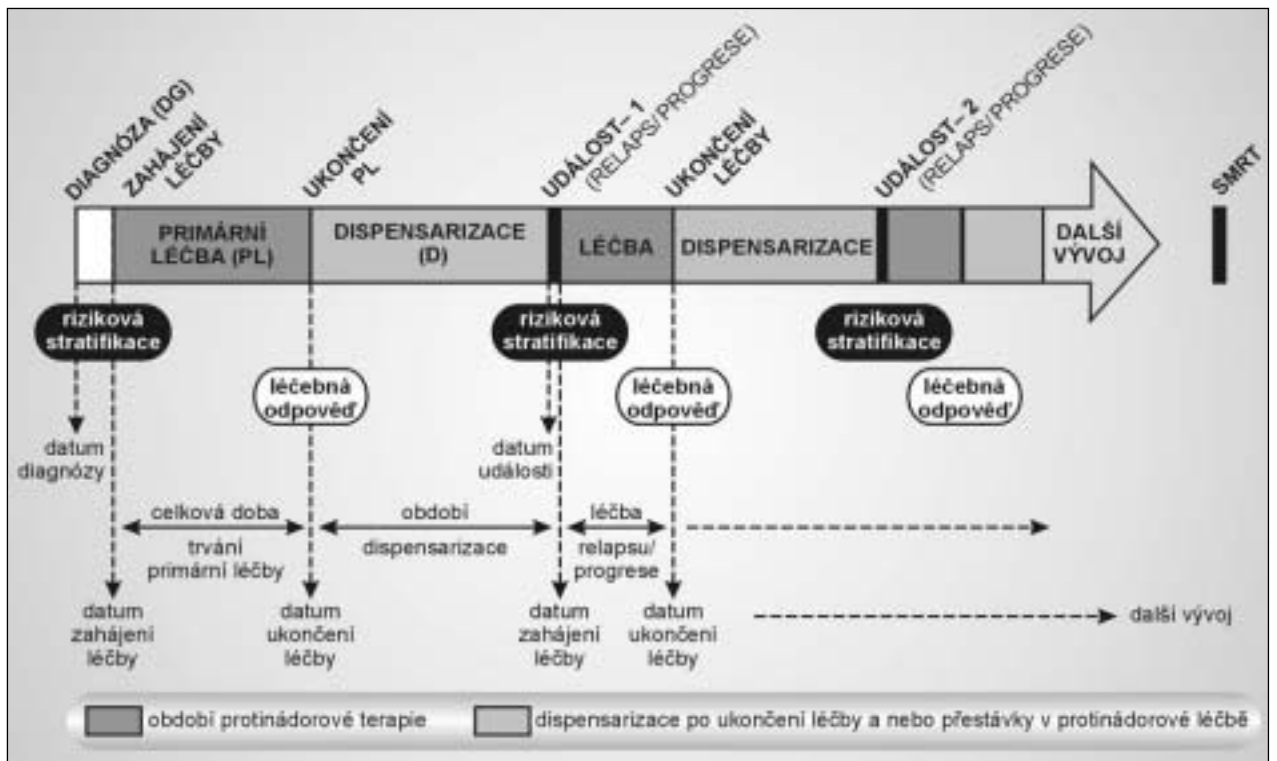 DIAGNÓZA (DG)
ZAHÁJENÍ
LÉČBY
UKONČENÍ
PL
UDÁLOST– 1
(RELAPS/PROGRESE)
UKONČENÍ
LÉČBY
UDÁLOST– 2
(RELAPS/PROGRESE)
SMRT
PRIMÁRNÍ
LÉČBA (PL)
DISPENSARIZACE
(D)
LÉČBA
DISPENSARIZACE
DALŠÍ
VÝVOJ
riziková
stratifikace
riziková
stratifikace
riziková
stratifikace
léčebná
odpověď
léčebná
odpověď
léčebná
odpověď
datum
diagnózy
datum
události
celková doba
trvání
primární léčby
období
dispensarizace
léčba
relapsu/
progrese
datum
zahájení
léčby
datum
ukončení
léčby
datum
zahájení
léčby
datum
ukončení
léčby
další vývoj
období protinádorové terapie
dispensarizace po ukončení léčby a nebo přestávky v protinádorové léčbě